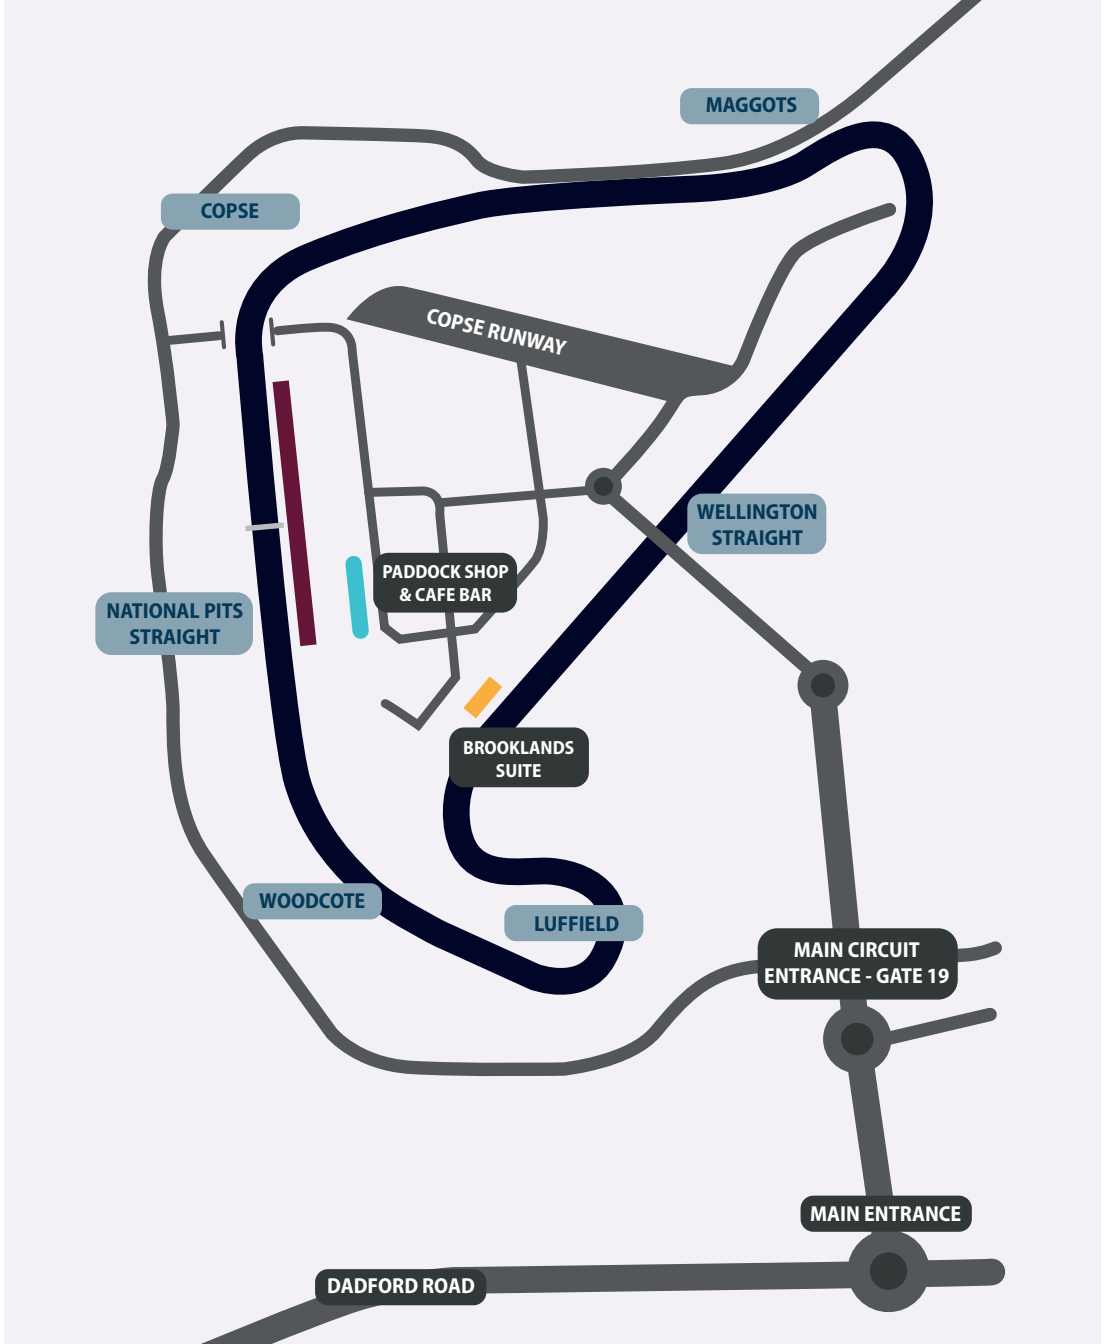 MAGGOTS
COPSE
COPSE RUNWAY
WELLINGTON
STRAIGHT
PADDOCK SHOP
& CAFE BAR
NATIONAL PITS
STRAIGHT
BROOKLANDS
SUITE
WOODCOTE
LUFFIELD
MAIN CIRCUIT
ENTRANCE - GATE 19
MAIN ENTRANCE
DADFORD ROAD